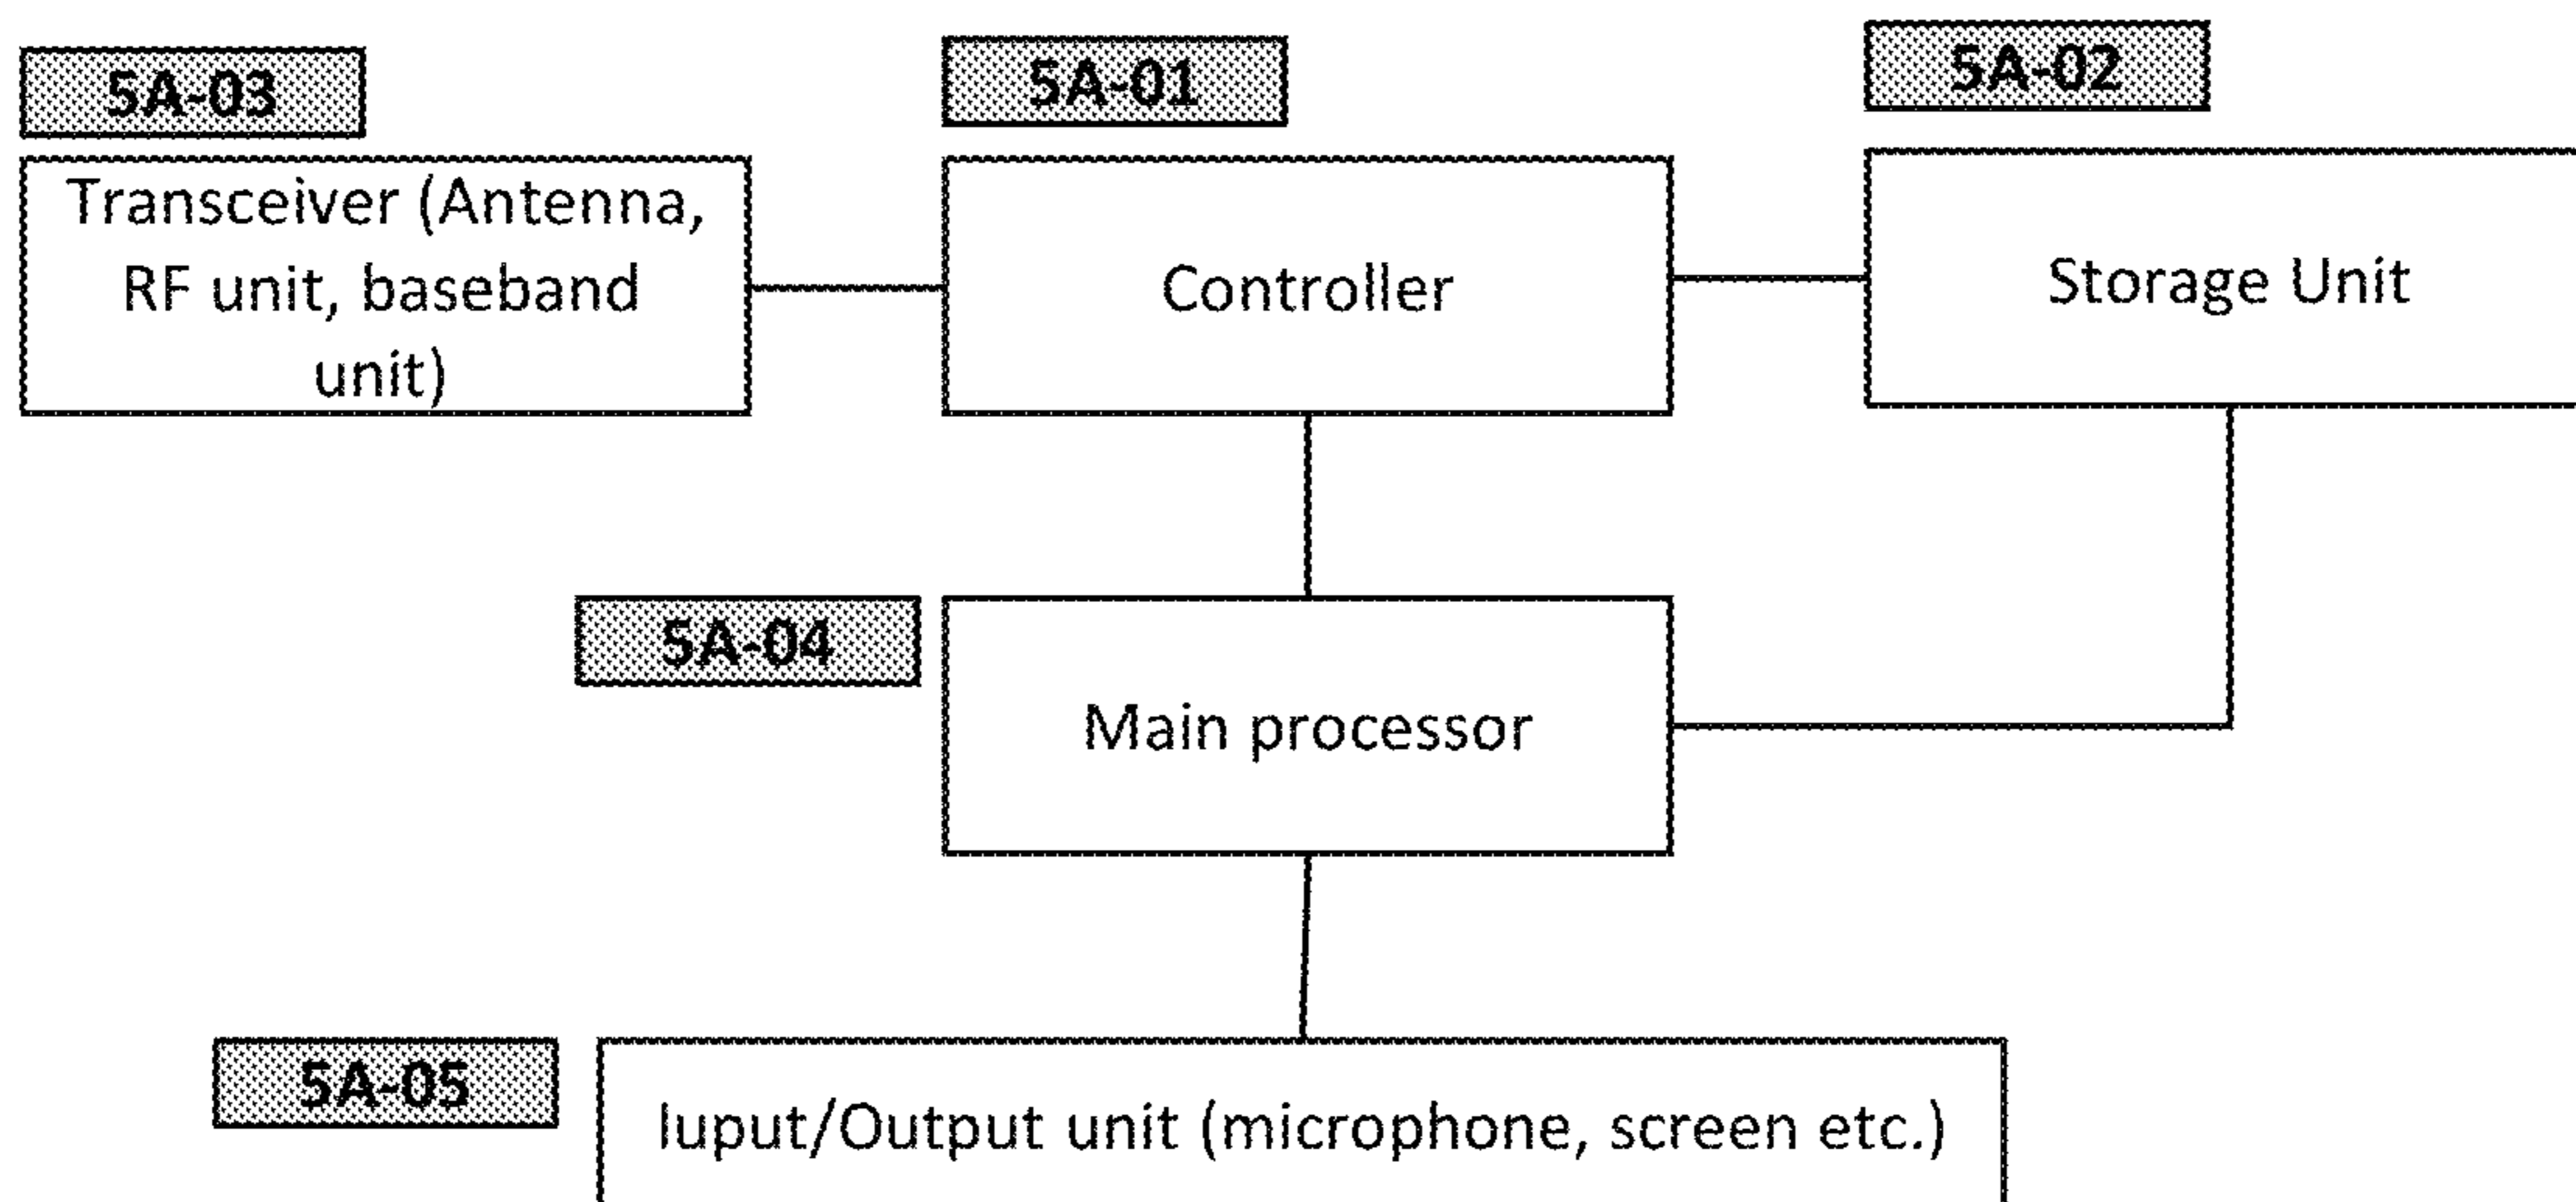 5A-03
5A-01
5A-02
Transceiver (Antenna,
RF unit, baseband
unit)
Controller
Storage Unit
5A-04
Main processor
5A-05
Iuput/Output unit (microphone, screen etc.)